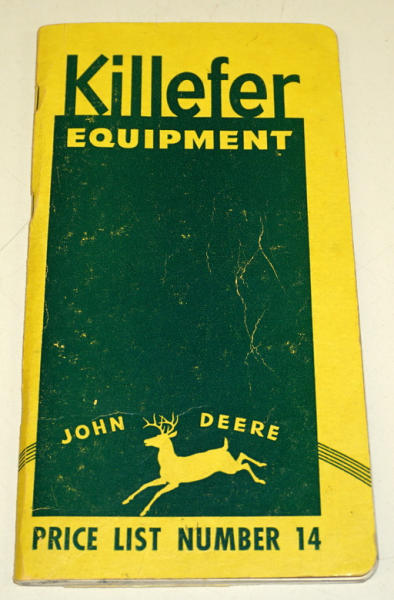 Killefer
EQUIPMENT
JOHN DEERE
PRICE LIST NUMBER 14